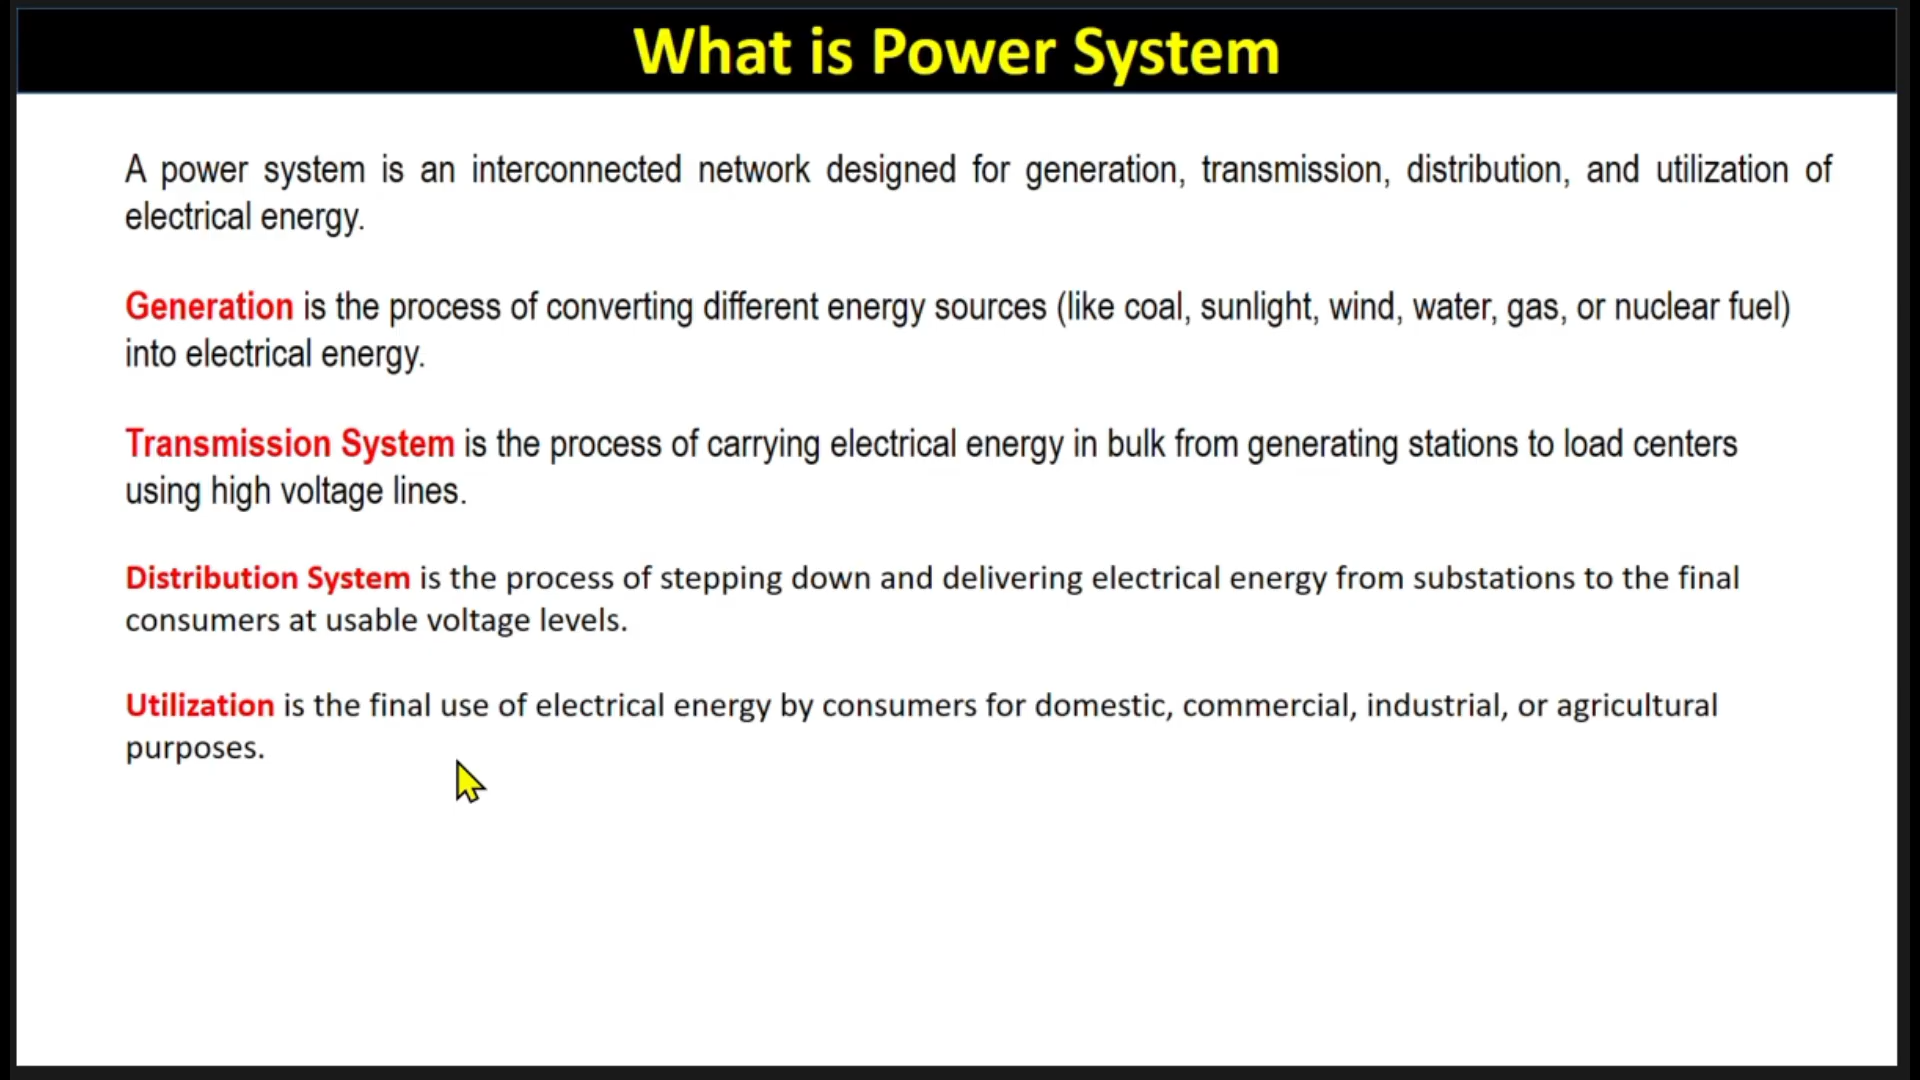 What is Power System
A power system is an interconnected network designed for generation, transmission, distribution, and utilization of
electrical energy.
Generation is the process of converting different energy sources (like coal, sunlight, wind, water, gas, or nuclear fuel)
into electrical energy.
Transmission System is the process of carrying electrical energy in bulk from generating stations to load centers
using high voltage lines.
Distribution System is the process of stepping down and delivering electrical energy from substations to the final
consumers at usable voltage levels.
Utilization is the final use of electrical energy by consumers for domestic, commercial, industrial, or agricultural
purposes.